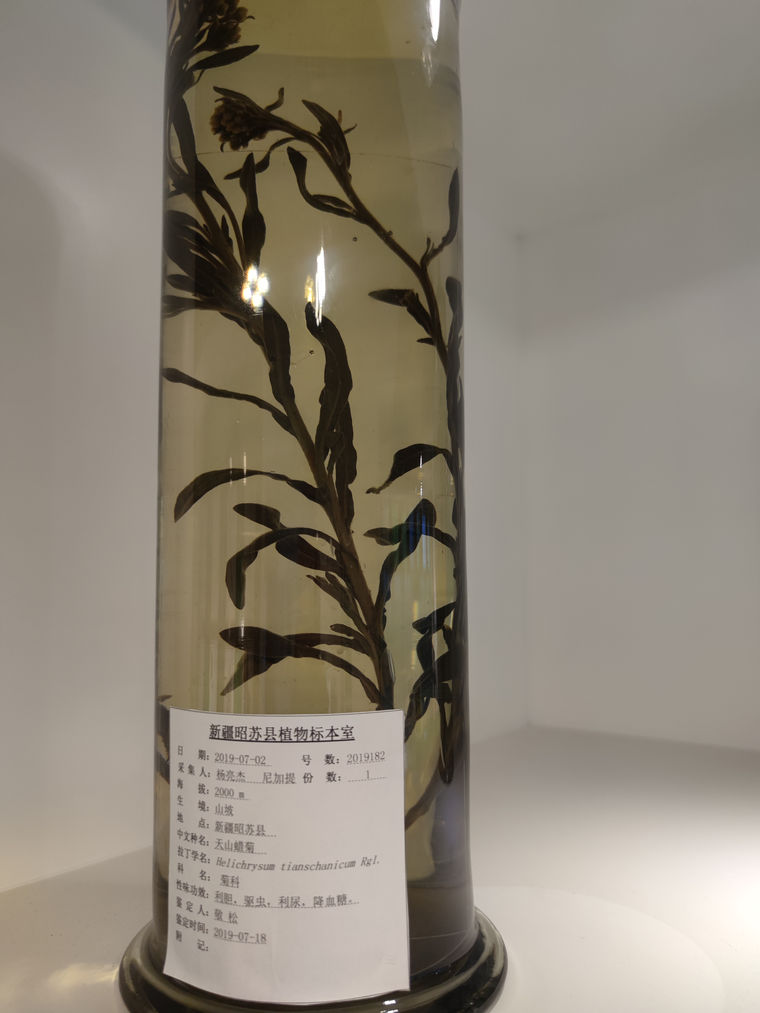 新疆昭苏县植物标本室
日 期：2019-07-02 号 数：2019182
采 集 人：杨亮杰 尼加提 份 数：1
海 拔：2000 m
生 境：山坡
地 点：新疆昭苏县
中文种名：天山蜡菊
拉丁学名：Helichrysum tianschanicum Rgl.
科 名：菊科
性味功效：利胆，驱虫，利尿，降血糖。
鉴 定 人：敬 松
鉴定时间：2019-07-18
附 记：